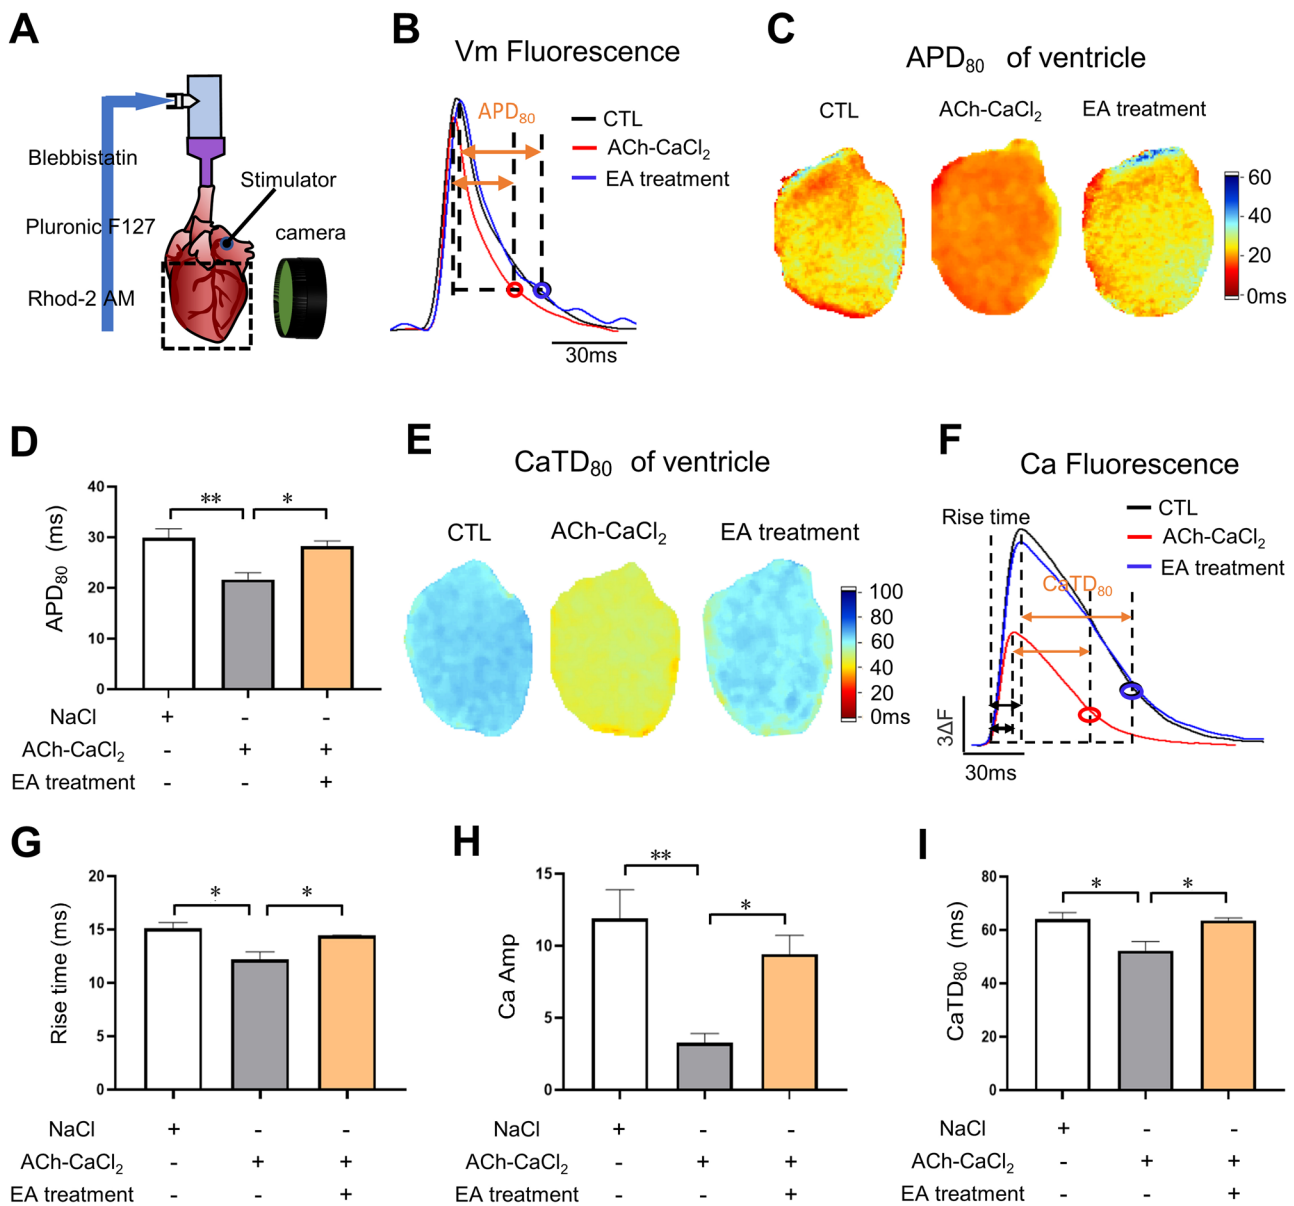 A
Blebbistatin
Pluronic F127
Rhod-2 AM
Stimulator
camera
B
Vm Fluorescence
APD80
CTL
ACh-CaCl2
EA treatment
30ms
C
APD80 of ventricle
CTL
ACh-CaCl2
EA treatment
60
40
20
0ms
D
APD80 (ms)
40
30
20
10
0
** *
NaCl + - -
ACh-CaCl2 - + +
EA treatment - - +
E
CaTD80 of ventricle
CTL
ACh-CaCl2
EA treatment
100
80
60
40
20
0ms
F
Ca Fluorescence
Rise time
CaTD80
CTL
ACh-CaCl2
EA treatment
3ΔF
30ms
G
Rise time (ms)
20
15
10
5
0
* *
NaCl + - -
ACh-CaCl2 - + +
EA treatment - - +
H
Ca Amp
15
10
5
0
** *
NaCl + - -
ACh-CaCl2 - + +
EA treatment - - +
I
CaTD80 (ms)
80
60
40
20
0
* *
NaCl + - -
ACh-CaCl2 - + +
EA treatment - - +